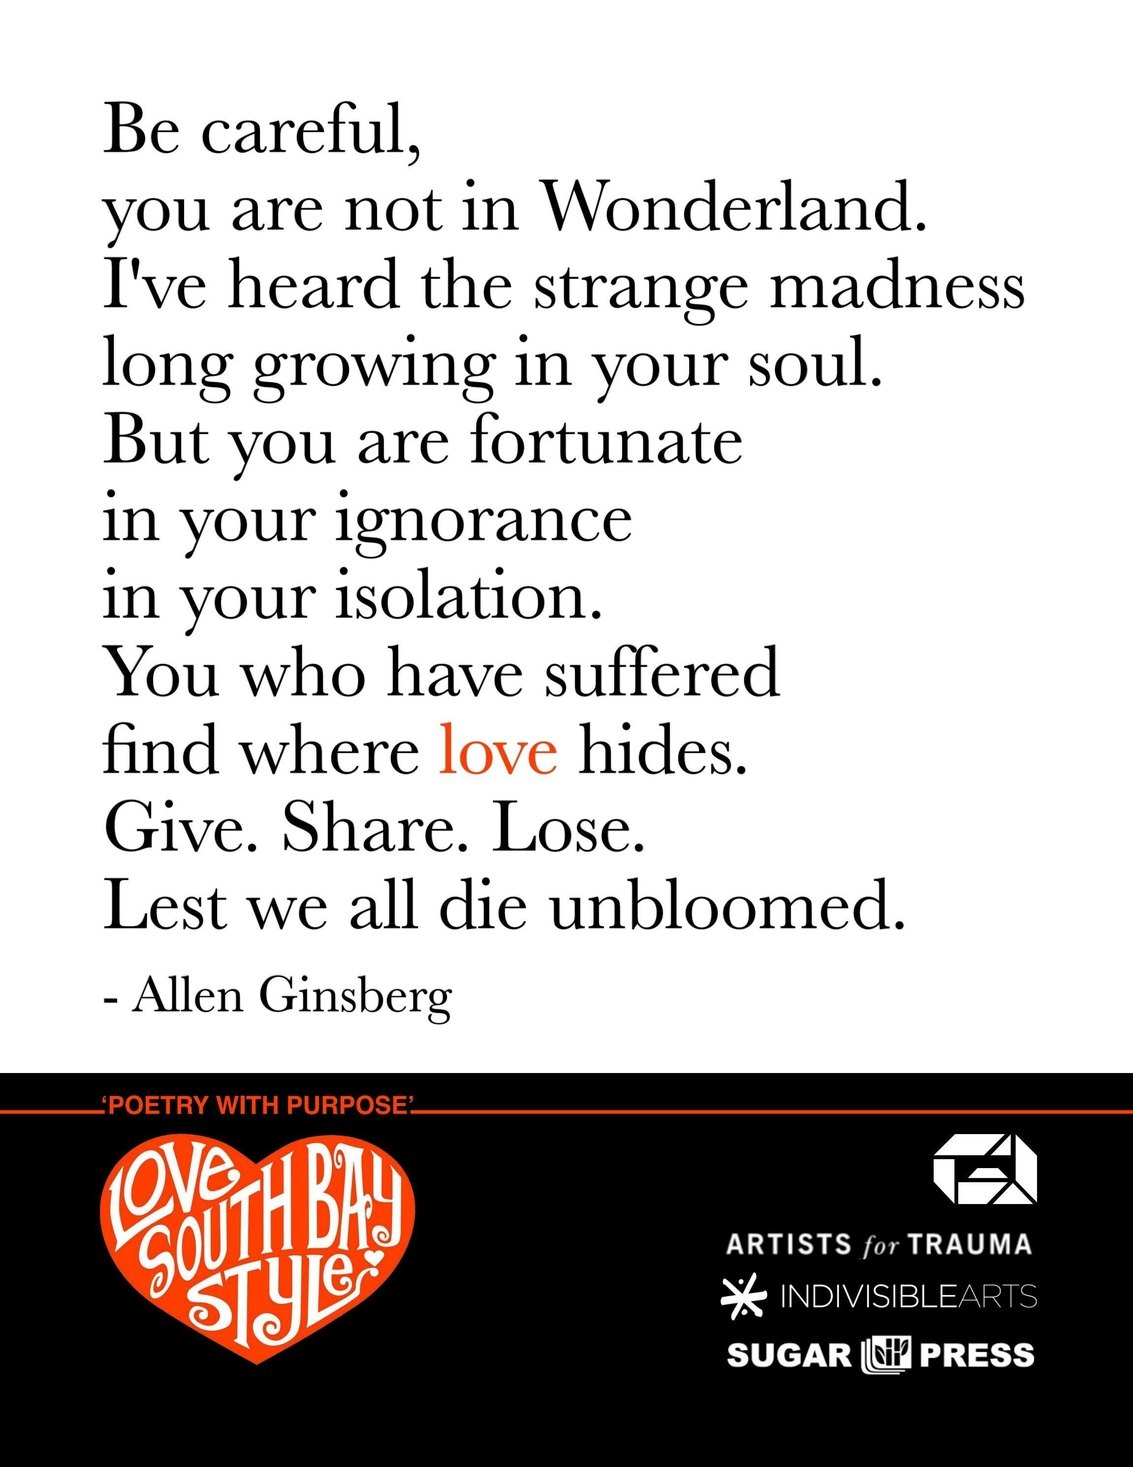 Be careful,
you are not in Wonderland.
I've heard the strange madness
long growing in your soul.
But you are fortunate
in your ignorance
in your isolation.
You who have suffered
find where love hides.
Give. Share. Lose.
Lest we all die unbloomed.
- Allen Ginsberg
‘POETRY WITH PURPOSE’
LOVE
SOUTH BAY
STYLE
ARTISTS for TRAUMA
INDIVISIBLEARTS
SUGAR PRESS